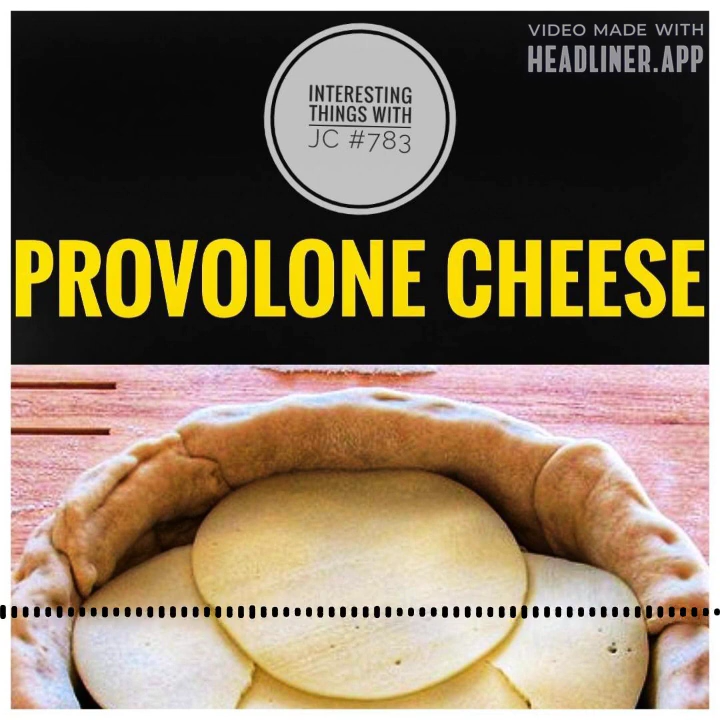 VIDEO MADE WITH
HEADLINER.APP
INTERESTING
THINGS WITH
JC #783
PROVOLONE CHEESE